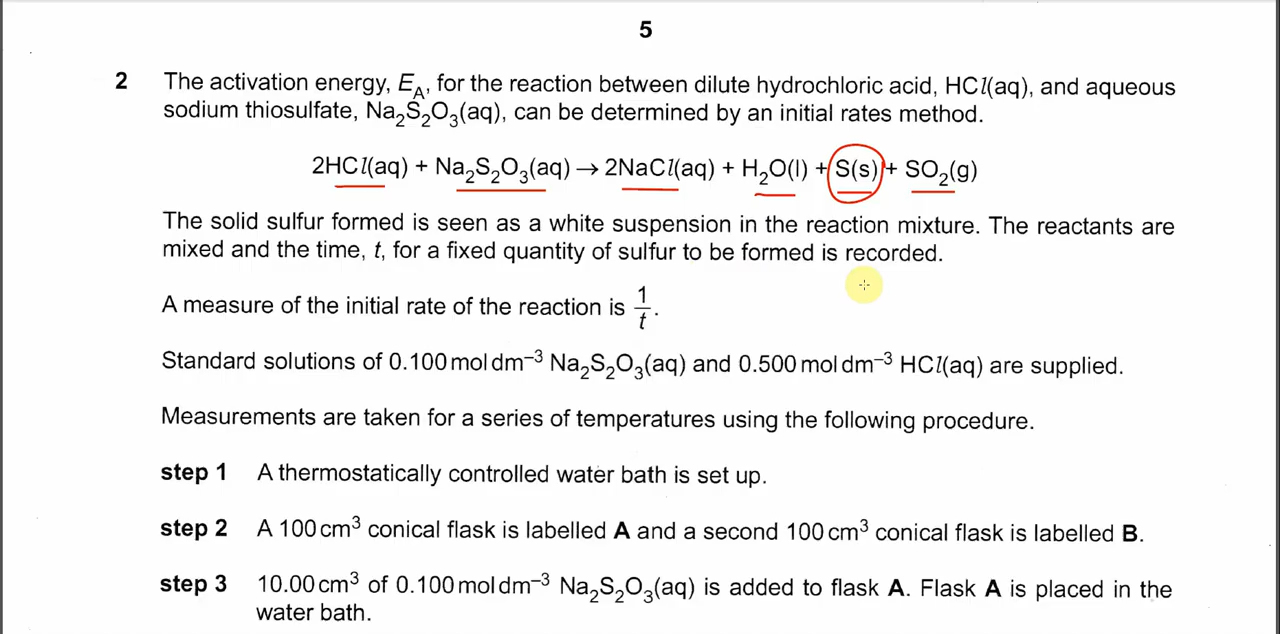 5
2 The activation energy, E_A, for the reaction between dilute hydrochloric acid, HCl(aq), and aqueous
sodium thiosulfate, Na₂S₂O₃(aq), can be determined by an initial rates method.
2HCl(aq) + Na₂S₂O₃(aq) → 2NaCl(aq) + H₂O(l) + S(s) + SO₂(g)
The solid sulfur formed is seen as a white suspension in the reaction mixture. The reactants are
mixed and the time, t, for a fixed quantity of sulfur to be formed is recorded.
A measure of the initial rate of the reaction is 1/t.
Standard solutions of 0.100 mol dm⁻³ Na₂S₂O₃(aq) and 0.500 mol dm⁻³ HCl(aq) are supplied.
Measurements are taken for a series of temperatures using the following procedure.
step 1 A thermostatically controlled water bath is set up.
step 2 A 100 cm³ conical flask is labelled A and a second 100 cm³ conical flask is labelled B.
step 3 10.00 cm³ of 0.100 mol dm⁻³ Na₂S₂O₃(aq) is added to flask A. Flask A is placed in the
water bath.